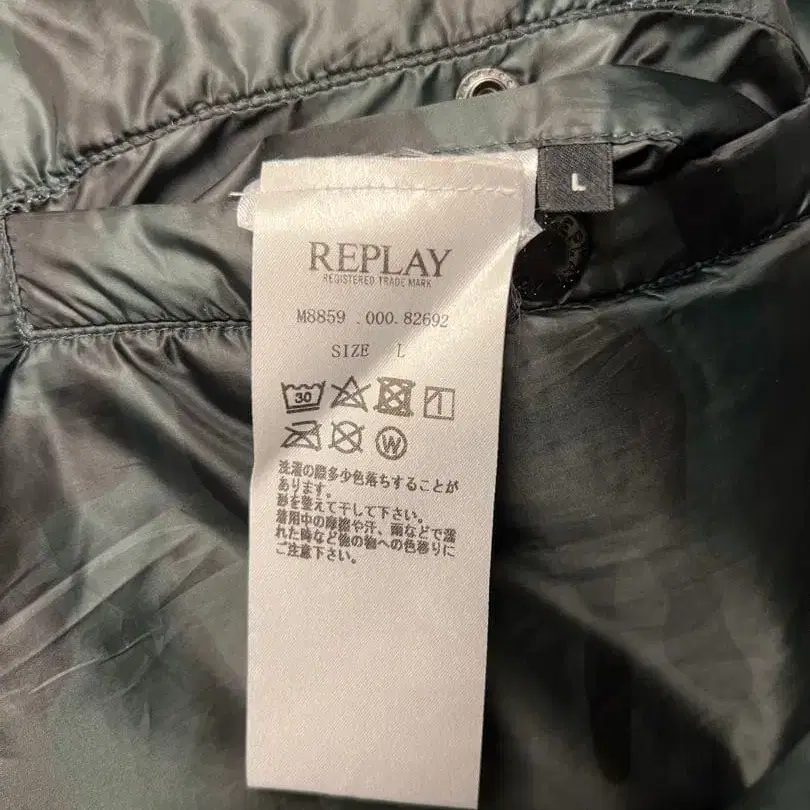 L
REPLAY
REGISTERED TRADE MARK
M8859 .000.82692
SIZE L
30
W
洗濯の際多少色落ちすることが
あります。
形を整えて干して下さい。
着用中の摩擦や汗、雨などで濡
れた時など他の物への色移りに
ご注意下さい。